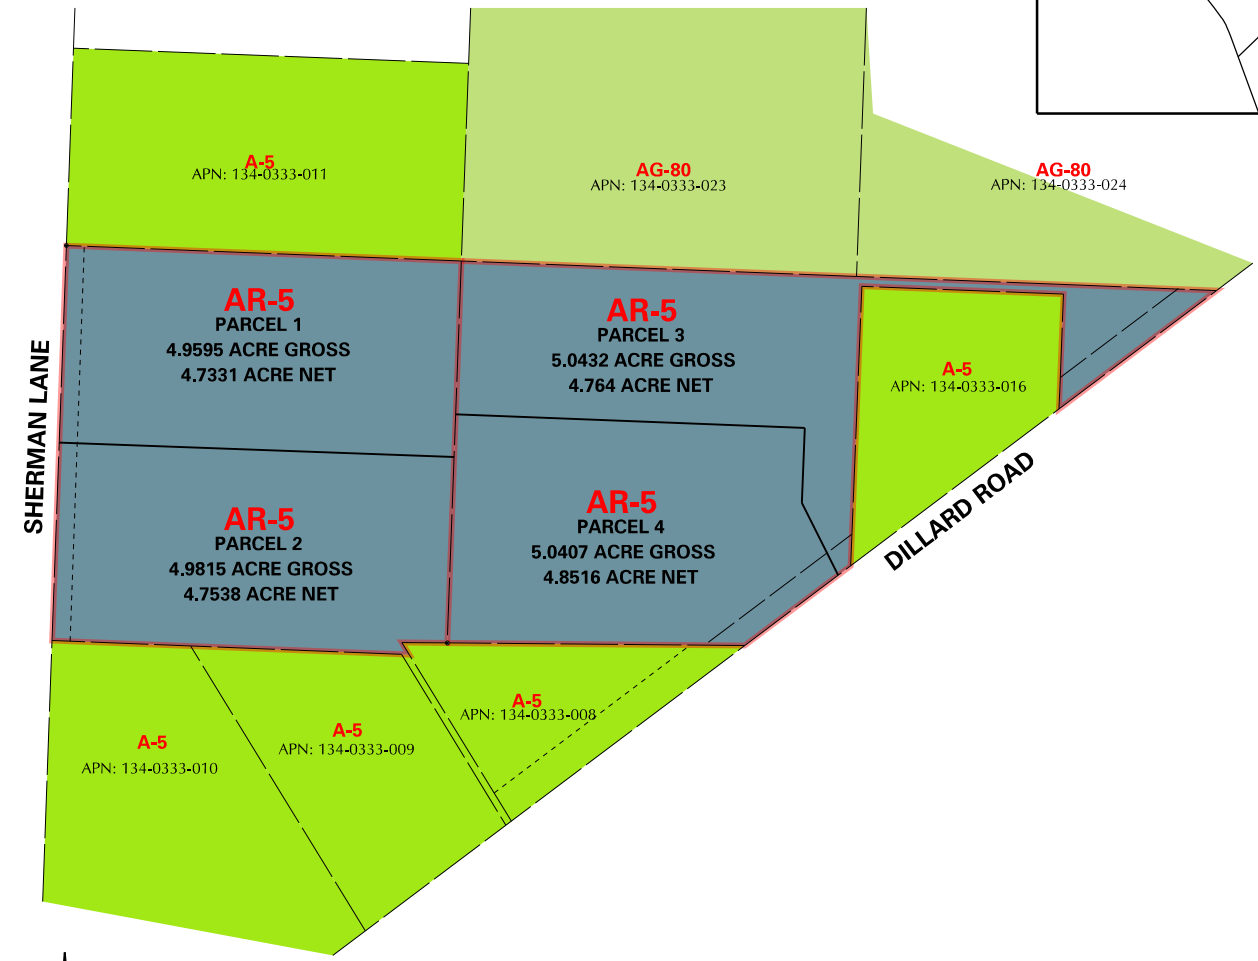 A-5
APN: 134-0333-011
AG-80
APN: 134-0333-023
AG-80
APN: 134-0333-024
AR-5
PARCEL 1
4.9595 ACRE GROSS
4.7331 ACRE NET
AR-5
PARCEL 3
5.0432 ACRE GROSS
4.764 ACRE NET
A-5
APN: 134-0333-016
SHERMAN LANE
AR-5
PARCEL 2
4.9815 ACRE GROSS
4.7538 ACRE NET
AR-5
PARCEL 4
5.0407 ACRE GROSS
4.8516 ACRE NET
DILLARD ROAD
A-5
APN: 134-0333-008
A-5
APN: 134-0333-009
A-5
APN: 134-0333-010